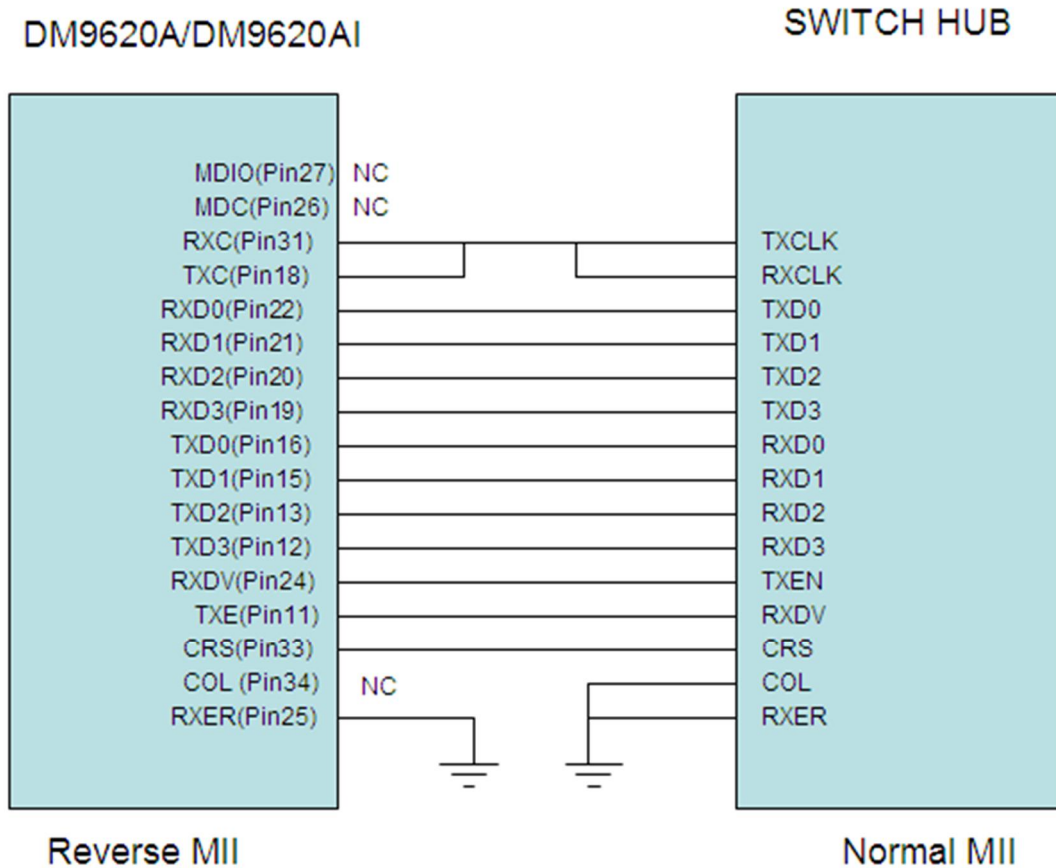 DM9620A/DM9620AI
SWITCH HUB
MDIO(Pin27) NC
MDC(Pin26) NC
RXC(Pin31) TXCLK
TXC(Pin18) RXCLK
RXD0(Pin22) TXD0
RXD1(Pin21) TXD1
RXD2(Pin20) TXD2
RXD3(Pin19) TXD3
TXD0(Pin16) RXD0
TXD1(Pin15) RXD1
TXD2(Pin13) RXD2
TXD3(Pin12) RXD3
RXDV(Pin24) TXEN
TXE(Pin11) RXDV
CRS(Pin33) CRS
COL (Pin34) NC COL
RXER(Pin25) RXER
Reverse MII
Normal MII